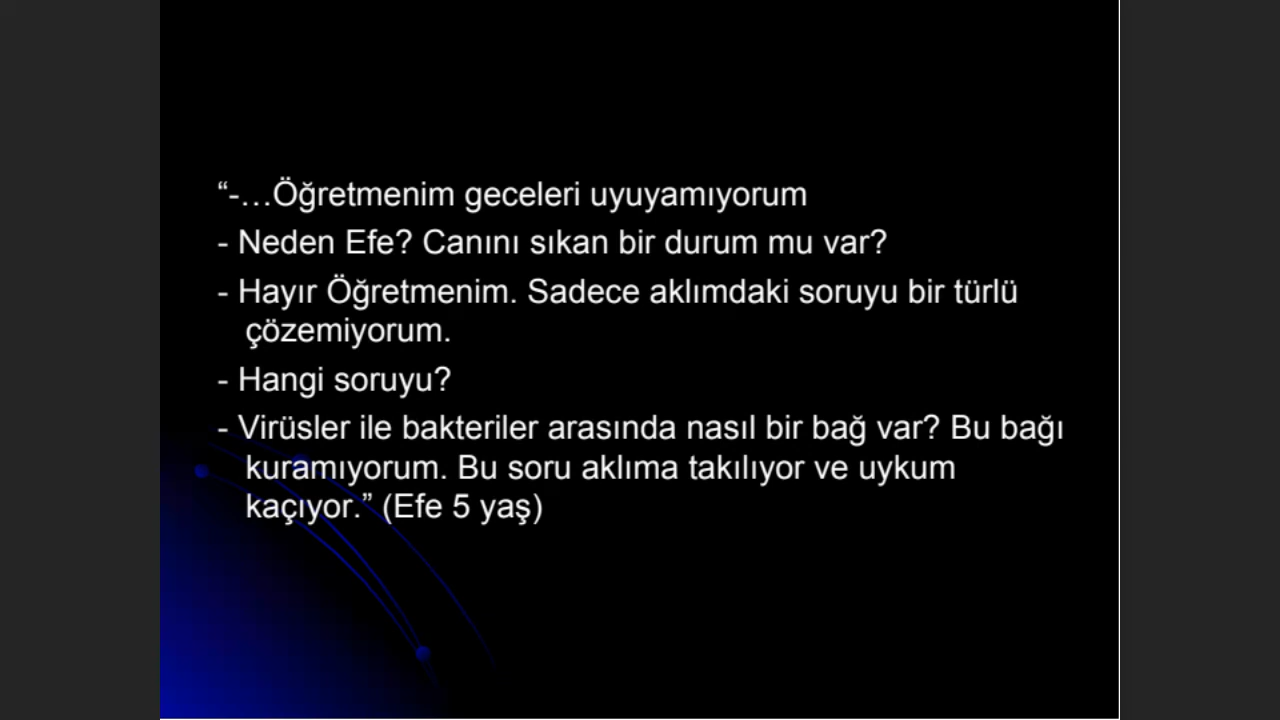 “-…Öğretmenim geceleri uyuyamıyorum
- Neden Efe? Canını sıkan bir durum mu var?
- Hayır Öğretmenim. Sadece aklımdaki soruyu bir türlü
çözemiyorum.
- Hangi soruyu?
- Virüsler ile bakteriler arasında nasıl bir bağ var? Bu bağı
kuramıyorum. Bu soru aklıma takılıyor ve uykum
kaçıyor.” (Efe 5 yaş)